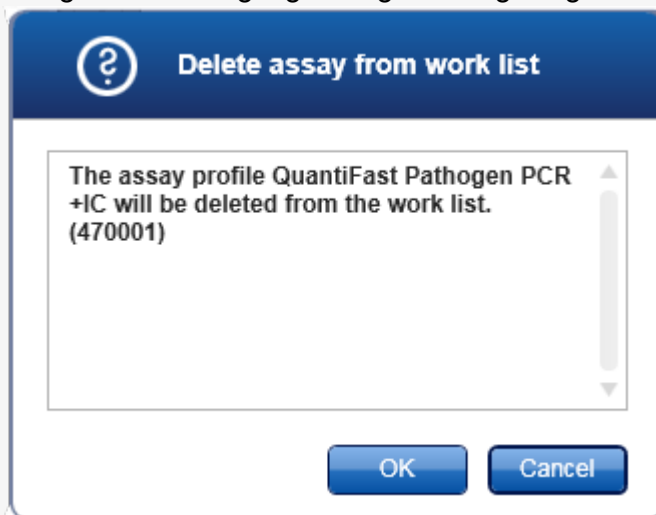 Delete assay from work list
The assay profile QuantiFast Pathogen PCR
+IC will be deleted from the work list.
(470001)
OK
Cancel